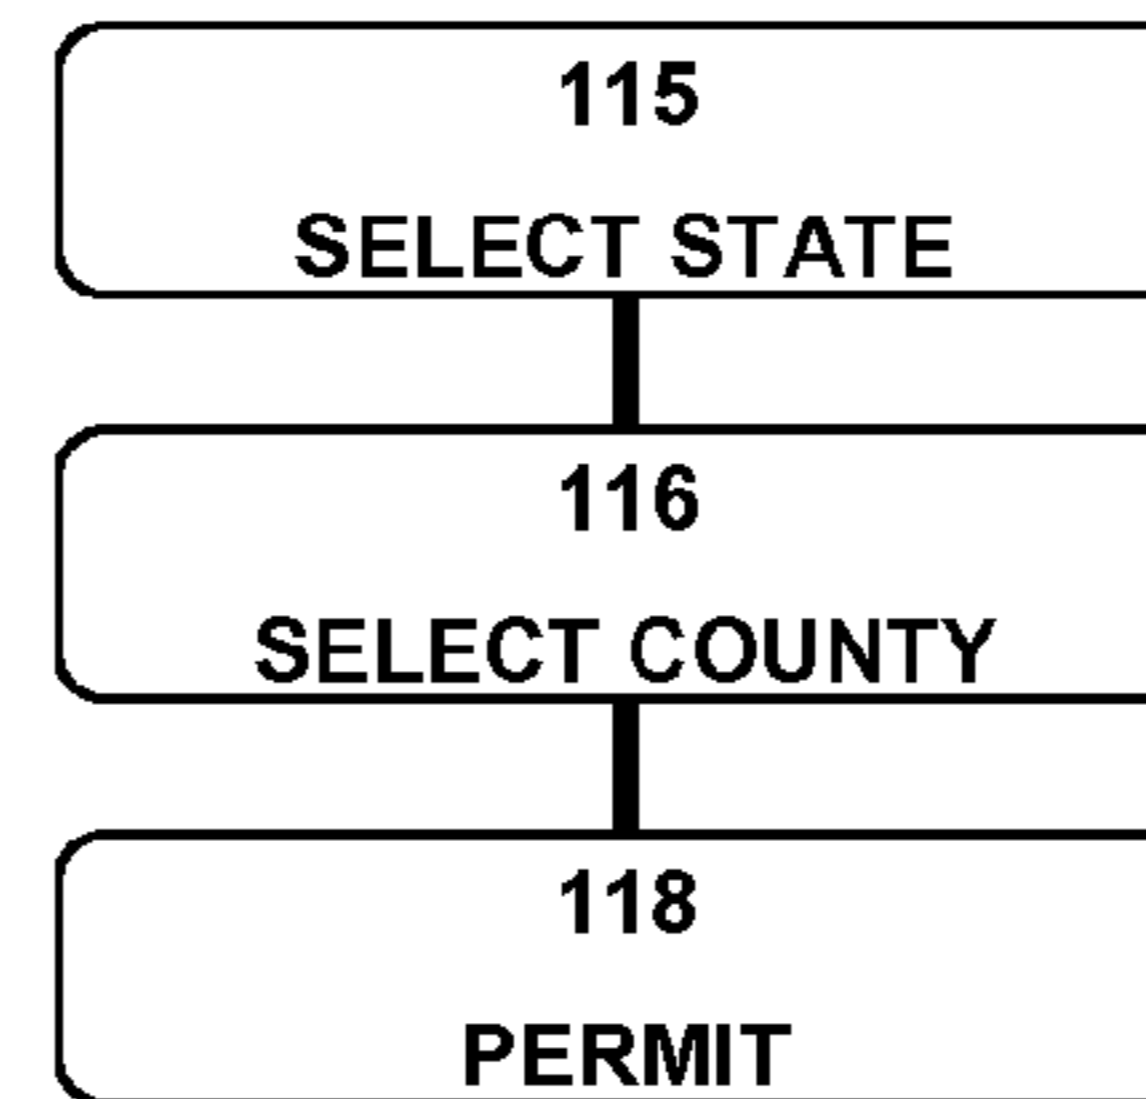 115
SELECT STATE
116
SELECT COUNTY
118
PERMIT